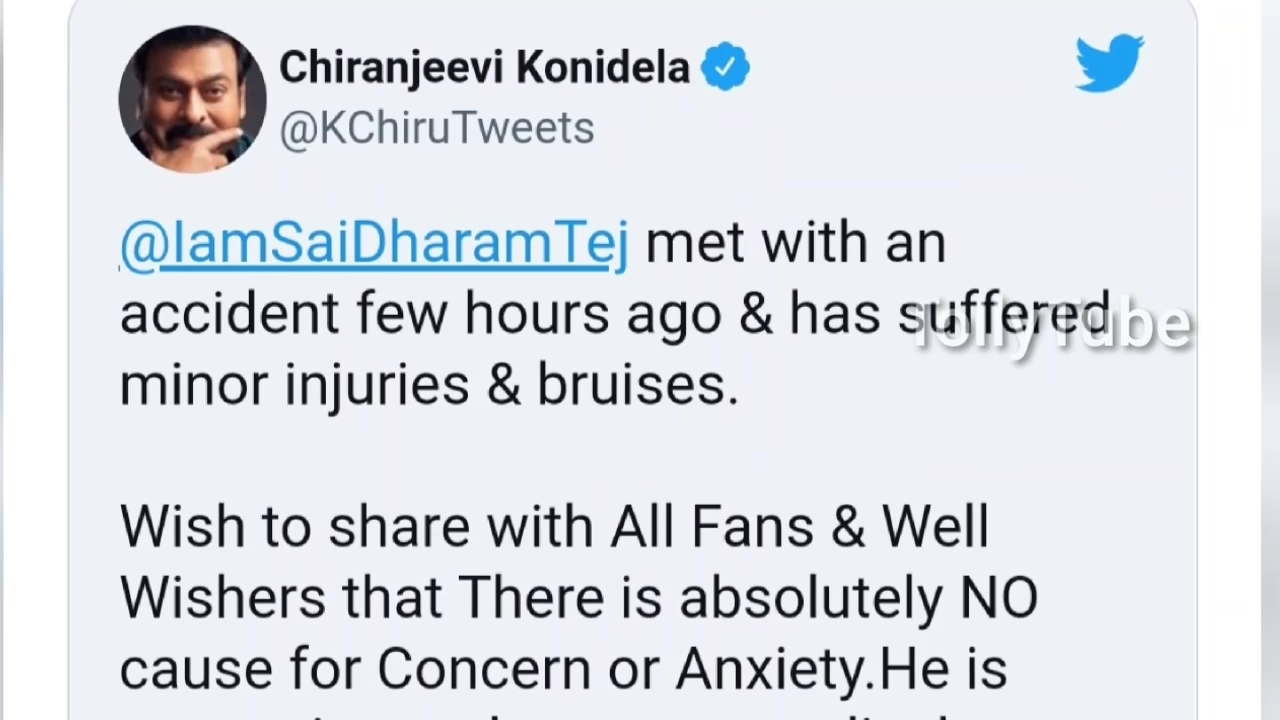 Chiranjeevi Konidela
@KChiruTweets
@IamSaiDharamTej met with an
accident few hours ago & has suffered
TollyTube
minor injuries & bruises.
Wish to share with All Fans & Well
Wishers that There is absolutely NO
cause for Concern or Anxiety.He is